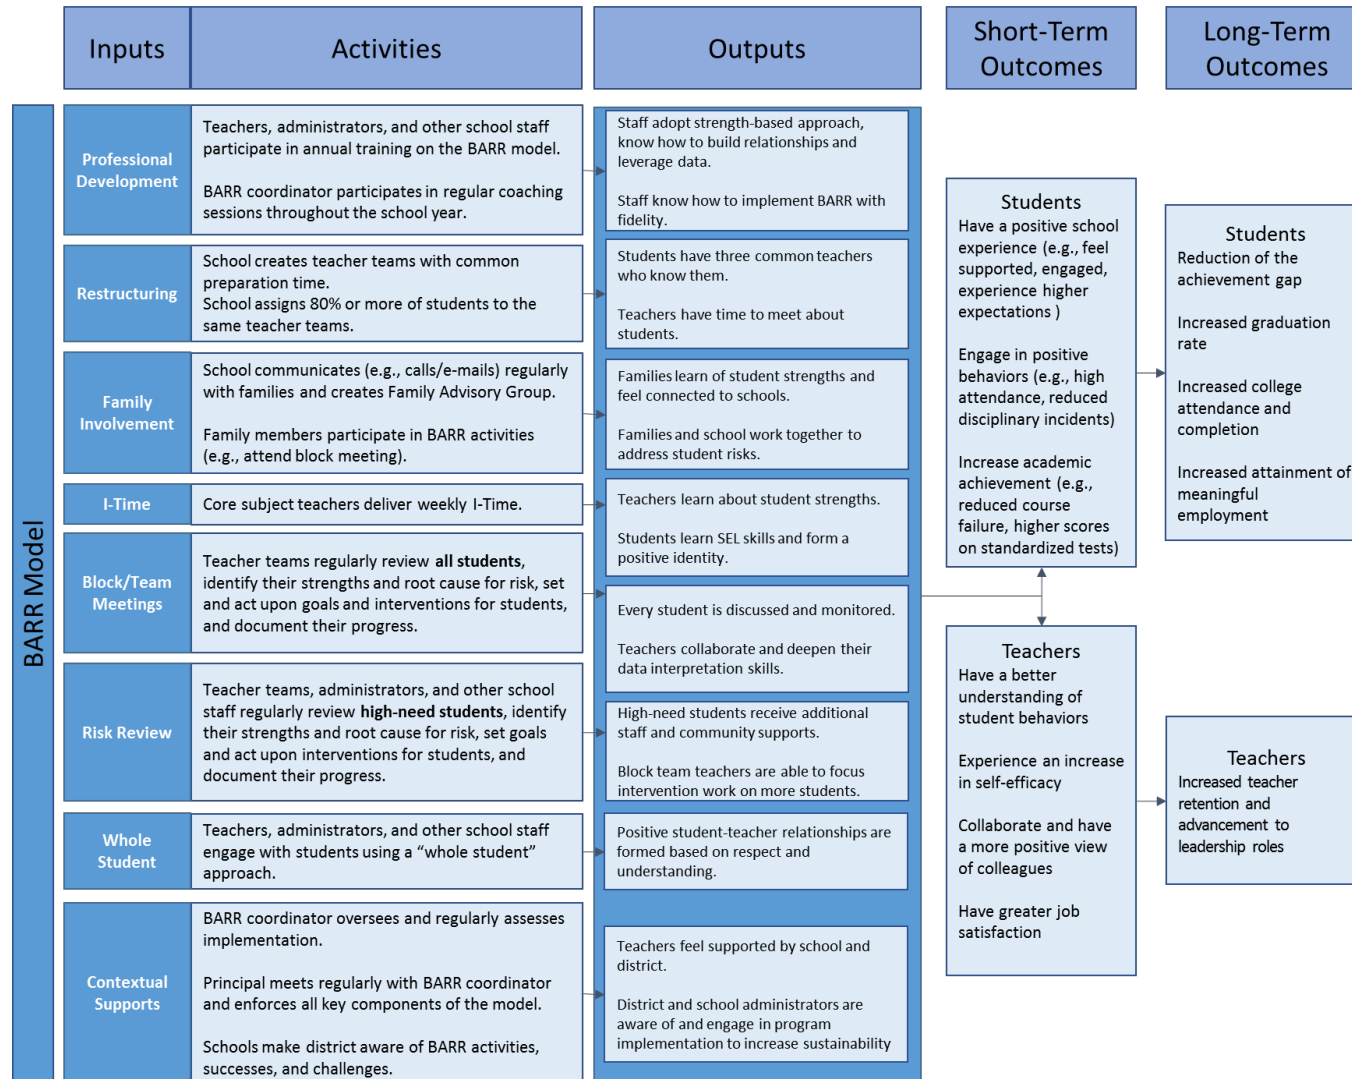 Inputs
Activities
Outputs
Short-Term
Outcomes
Long-Term
Outcomes
BARR Model
Professional
Development
Teachers, administrators, and other school staff
participate in annual training on the BARR model.
BARR coordinator participates in regular coaching
sessions throughout the school year.
Staff adopt strength-based approach,
know how to build relationships and
leverage data.
Staff know how to implement BARR with
fidelity.
Restructuring
School creates teacher teams with common
preparation time.
School assigns 80% or more of students to the
same teacher teams.
Students have three common teachers
who know them.
Teachers have time to meet about
students.
Family
Involvement
School communicates (e.g., calls/e-mails) regularly
with families and creates Family Advisory Group.
Family members participate in BARR activities
(e.g., attend block meeting).
Families learn of student strengths and
feel connected to schools.
Families and school work together to
address student risks.
I-Time
Core subject teachers deliver weekly I-Time.
Teachers learn about student strengths.
Students learn SEL skills and form a
positive identity.
Block/Team
Meetings
Teacher teams regularly review all students,
identify their strengths and root cause for risk, set
and act upon goals and interventions for students,
and document their progress.
Every student is discussed and monitored.
Teachers collaborate and deepen their
data interpretation skills.
Risk Review
Teacher teams, administrators, and other school
staff regularly review high-need students, identify
their strengths and root cause for risk, set goals
and act upon interventions for students, and
document their progress.
High-need students receive additional
staff and community supports.
Block team teachers are able to focus
intervention work on more students.
Whole
Student
Teachers, administrators, and other school staff
engage with students using a “whole student”
approach.
Positive student-teacher relationships are
formed based on respect and
understanding.
Contextual
Supports
BARR coordinator oversees and regularly assesses
implementation.
Principal meets regularly with BARR coordinator
and enforces all key components of the model.
Schools make district aware of BARR activities,
successes, and challenges.
Teachers feel supported by school and
district.
District and school administrators are
aware of and engage in program
implementation to increase sustainability
Students
Have a positive school
experience (e.g., feel
supported, engaged,
experience higher
expectations )
Engage in positive
behaviors (e.g., high
attendance, reduced
disciplinary incidents)
Increase academic
achievement (e.g.,
reduced course
failure, higher scores
on standardized tests)
Teachers
Have a better
understanding of
student behaviors
Experience an increase
in self-efficacy
Collaborate and have
a more positive view
of colleagues
Have greater job
satisfaction
Students
Reduction of the
achievement gap
Increased graduation
rate
Increased college
attendance and
completion
Increased attainment of
meaningful
employment
Teachers
Increased teacher
retention and
advancement to
leadership roles